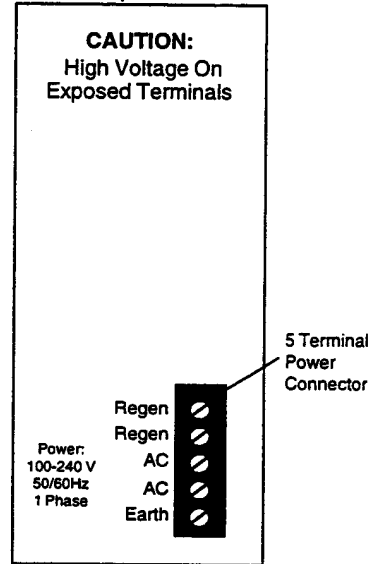 CAUTION:
High Voltage On
Exposed Terminals
5 Terminal
Power
Connector
Regen
Regen
AC
AC
Earth
Power:
100-240 V
50/60Hz
1 Phase